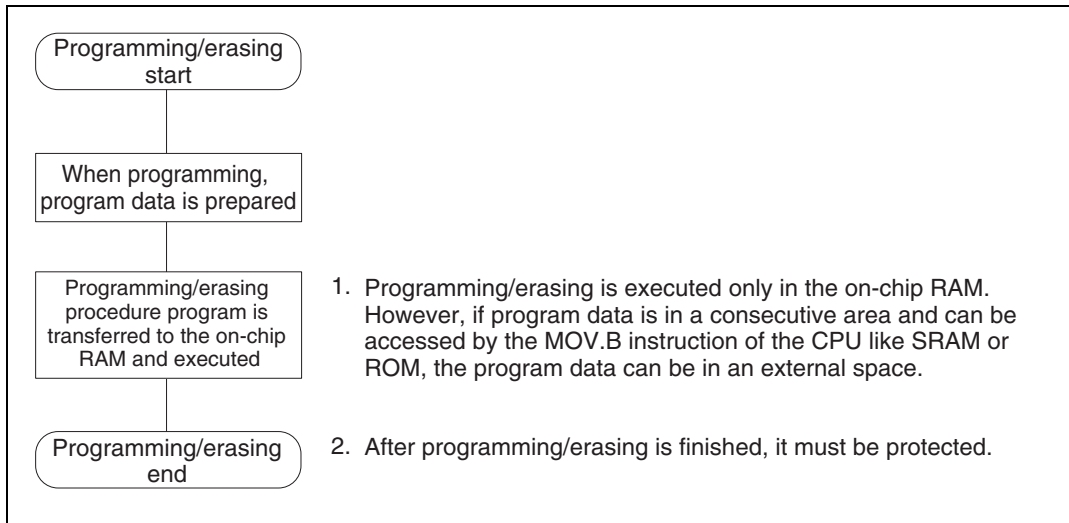 Programming/erasing
start
When programming,
program data is prepared
Programming/erasing
procedure program is
transferred to the on-chip
RAM and executed
1. Programming/erasing is executed only in the on-chip RAM.
However, if program data is in a consecutive area and can be
accessed by the MOV.B instruction of the CPU like SRAM or
ROM, the program data can be in an external space.
Programming/erasing
end
2. After programming/erasing is finished, it must be protected.